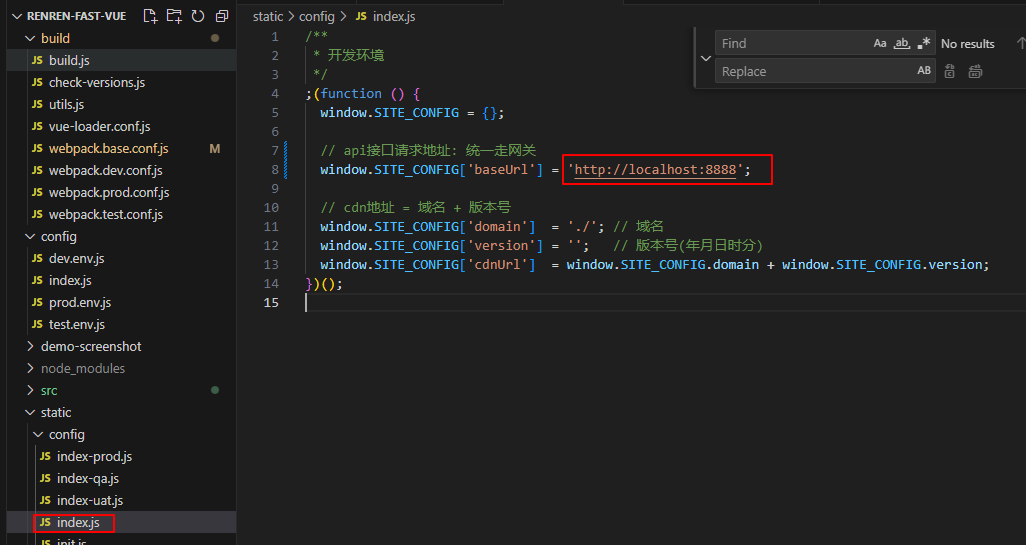 RENREN-FAST-VUE
build
JS build.js
JS check-versions.js
JS utils.js
JS vue-loader.conf.js
JS webpack.base.conf.js M
JS webpack.dev.conf.js
JS webpack.prod.conf.js
JS webpack.test.conf.js
config
JS dev.env.js
JS index.js
JS prod.env.js
JS test.env.js
demo-screenshot
node_modules
src
static
config
JS index-prod.js
JS index-qa.js
JS index-uat.js
JS index.js
JS init.js
static > config > JS index.js
Find Aa ab .* No results
Replace AB
1 /**
2 * 开发环境
3 */
4 ;(function () {
5 window.SITE_CONFIG = {};
6
7 // api接口请求地址: 统一走网关
8 window.SITE_CONFIG['baseUrl'] = 'http://localhost:8888';
9
10 // cdn地址 = 域名 + 版本号
11 window.SITE_CONFIG['domain']  = './'; // 域名
12 window.SITE_CONFIG['version'] = '';   // 版本号(年月日时分)
13 window.SITE_CONFIG['cdnUrl']  = window.SITE_CONFIG.domain + window.SITE_CONFIG.version;
14 })();
15